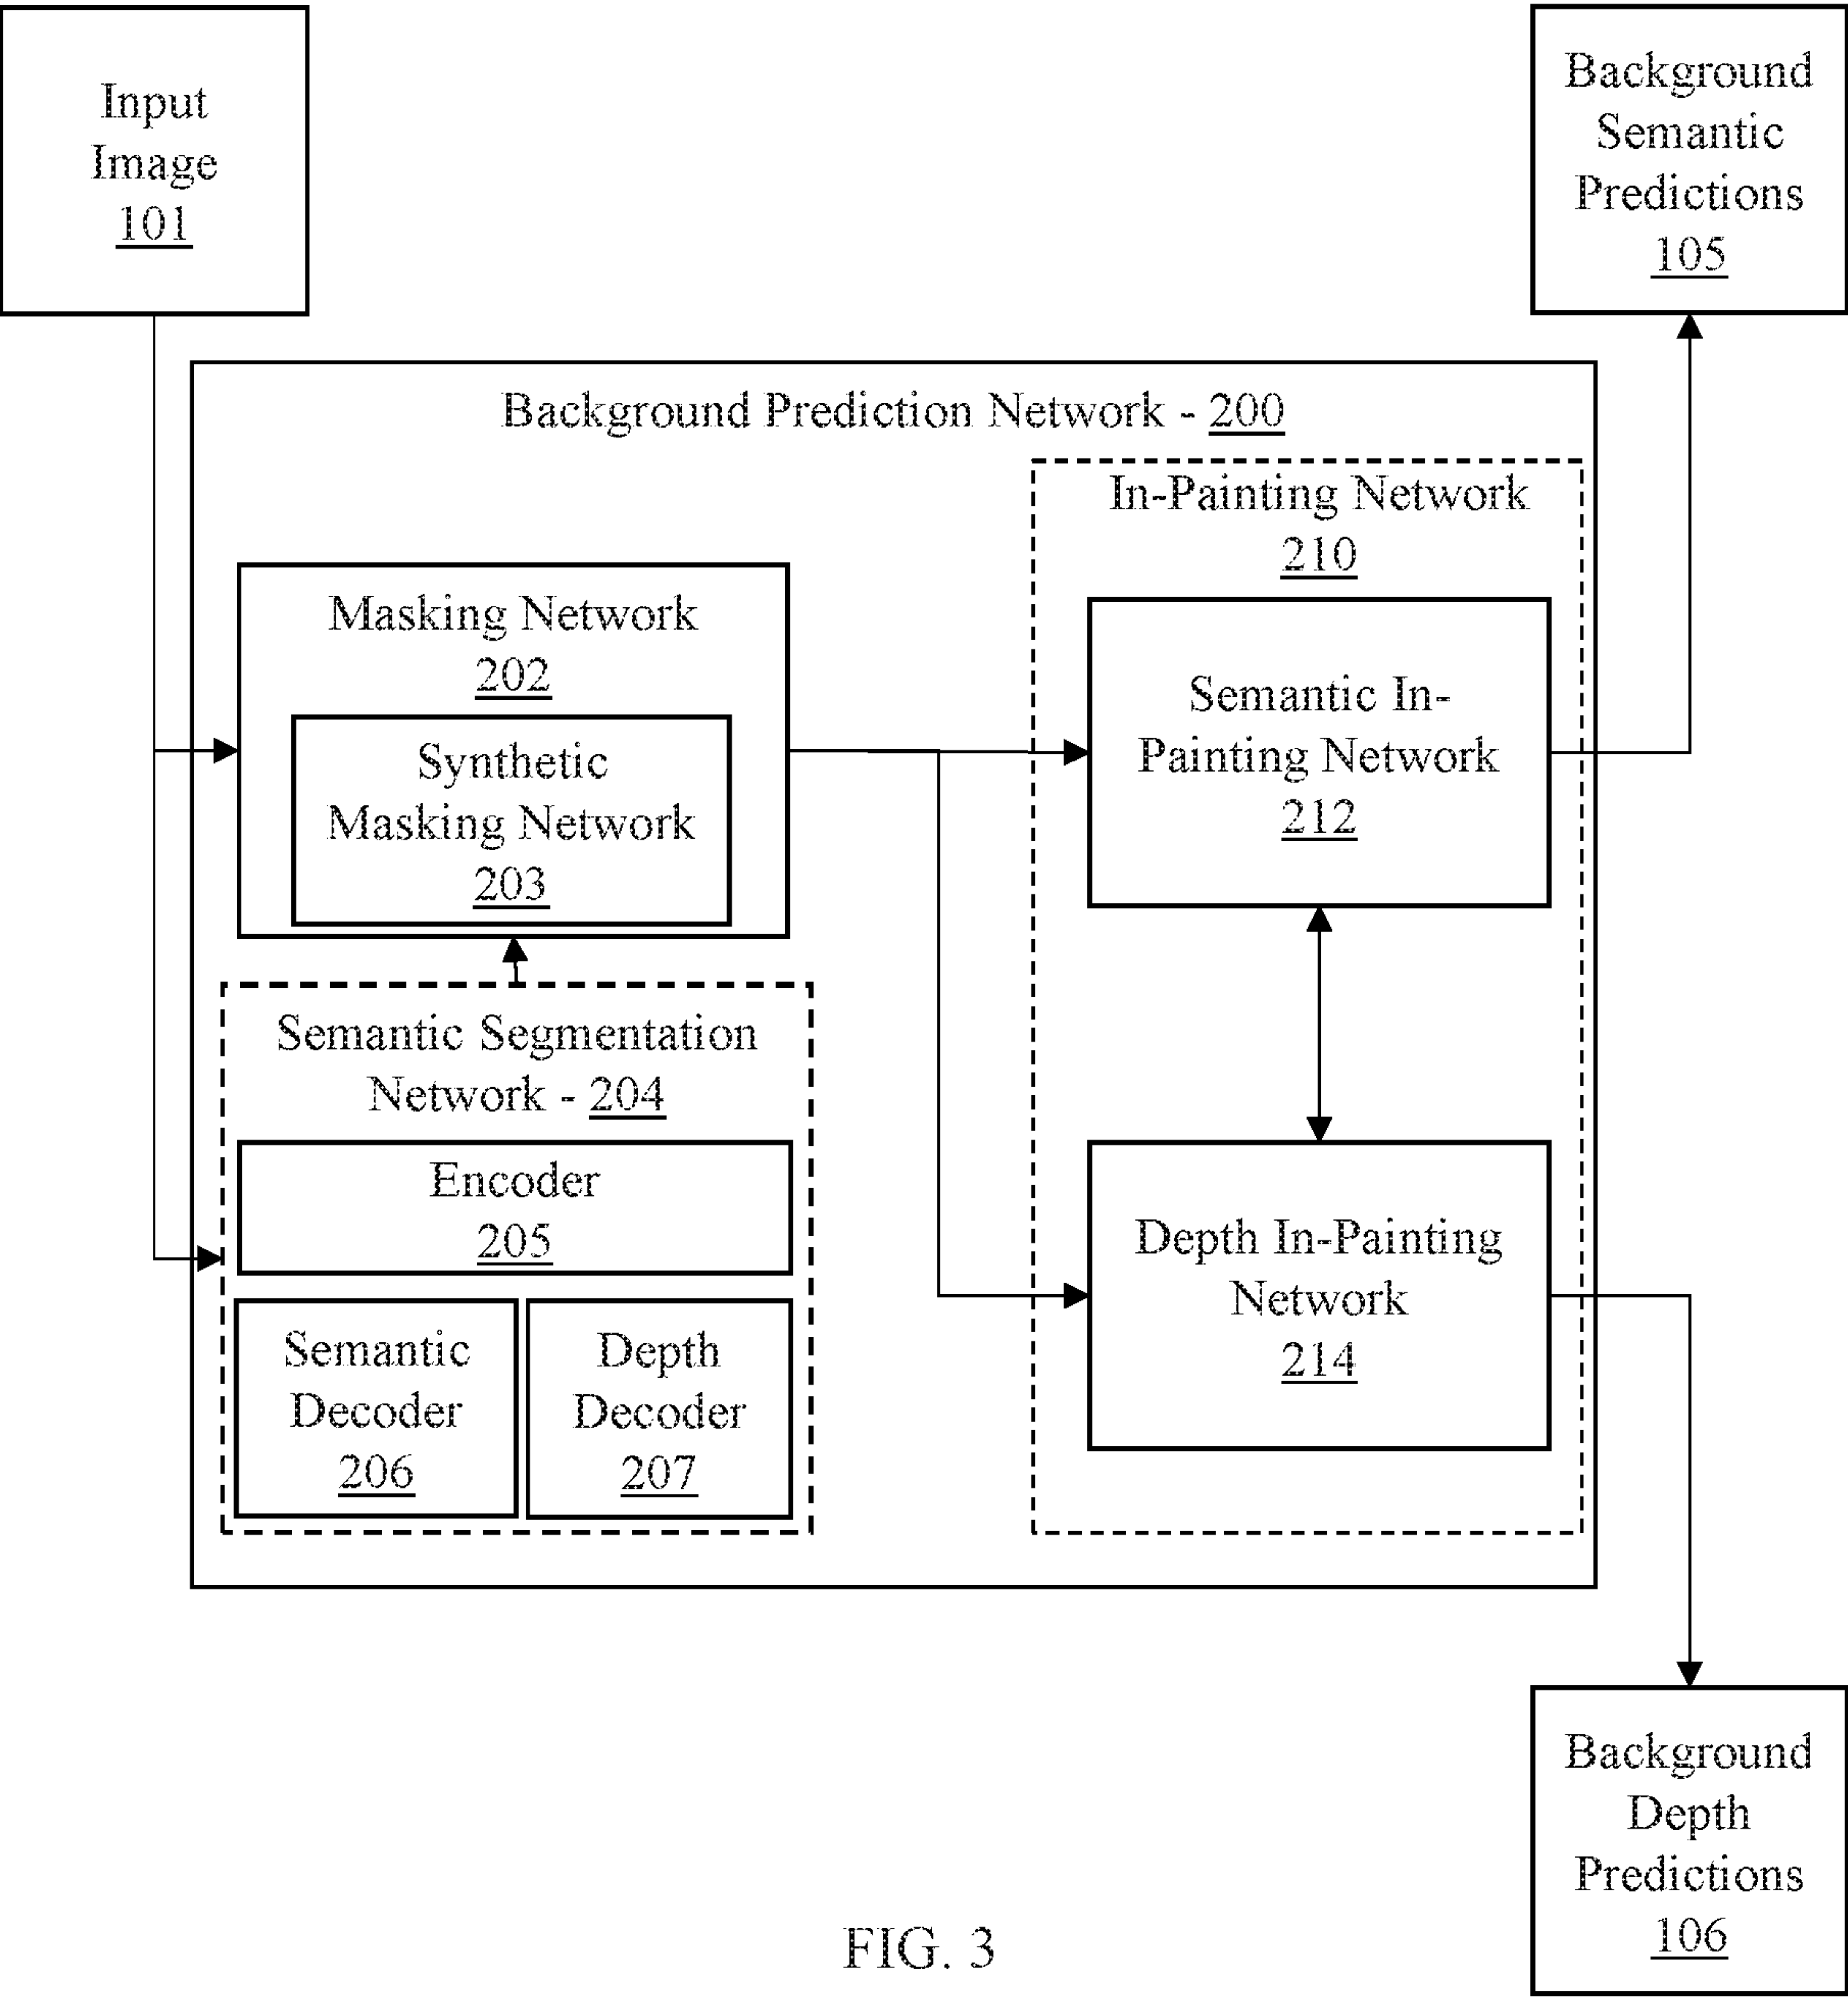 Input
Image
101
Background
Semantic
Predictions
105
Background Prediction Network - 200
In-Painting Network
210
Masking Network
202
Synthetic
Masking Network
203
Semantic In-
Painting Network
212
Semantic Segmentation
Network - 204
Encoder
205
Semantic
Decoder
206
Depth
Decoder
207
Depth In-Painting
Network
214
Background
Depth
Predictions
106
FIG. 3